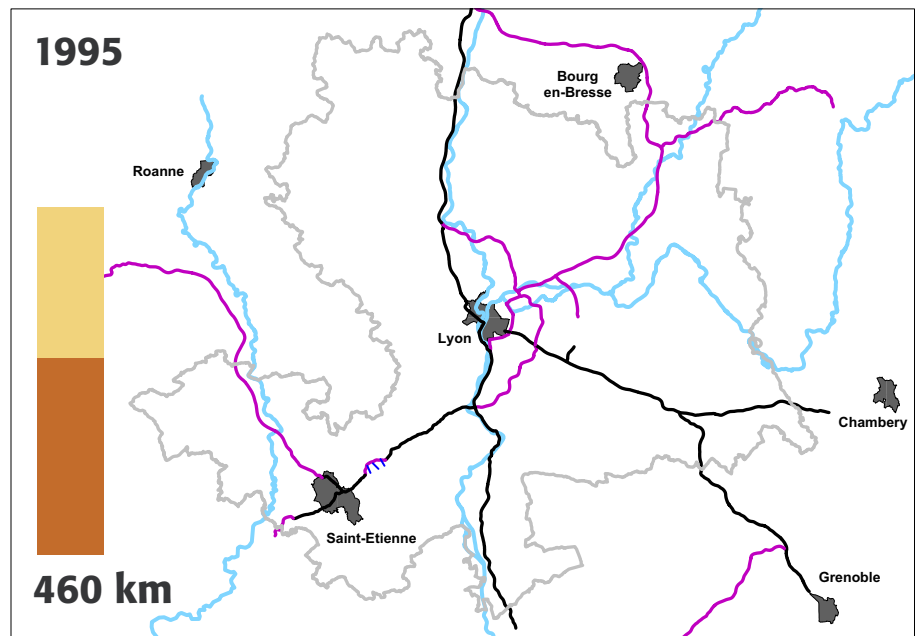 1995
Bourg
en-Bresse
Roanne
Lyon
Chambery
Saint-Etienne
Grenoble
460 km